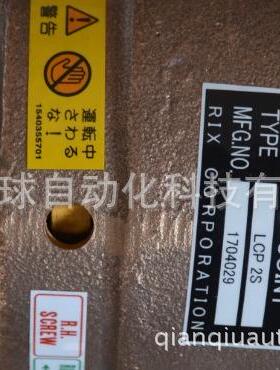 警告
運転中
さわる
な!
1540355701
TYPE
MFG.NO.
RIX CORPORATION
LCP 2S
1704029
球自动化科技有
R.H.
SCREW
qianqiuaut